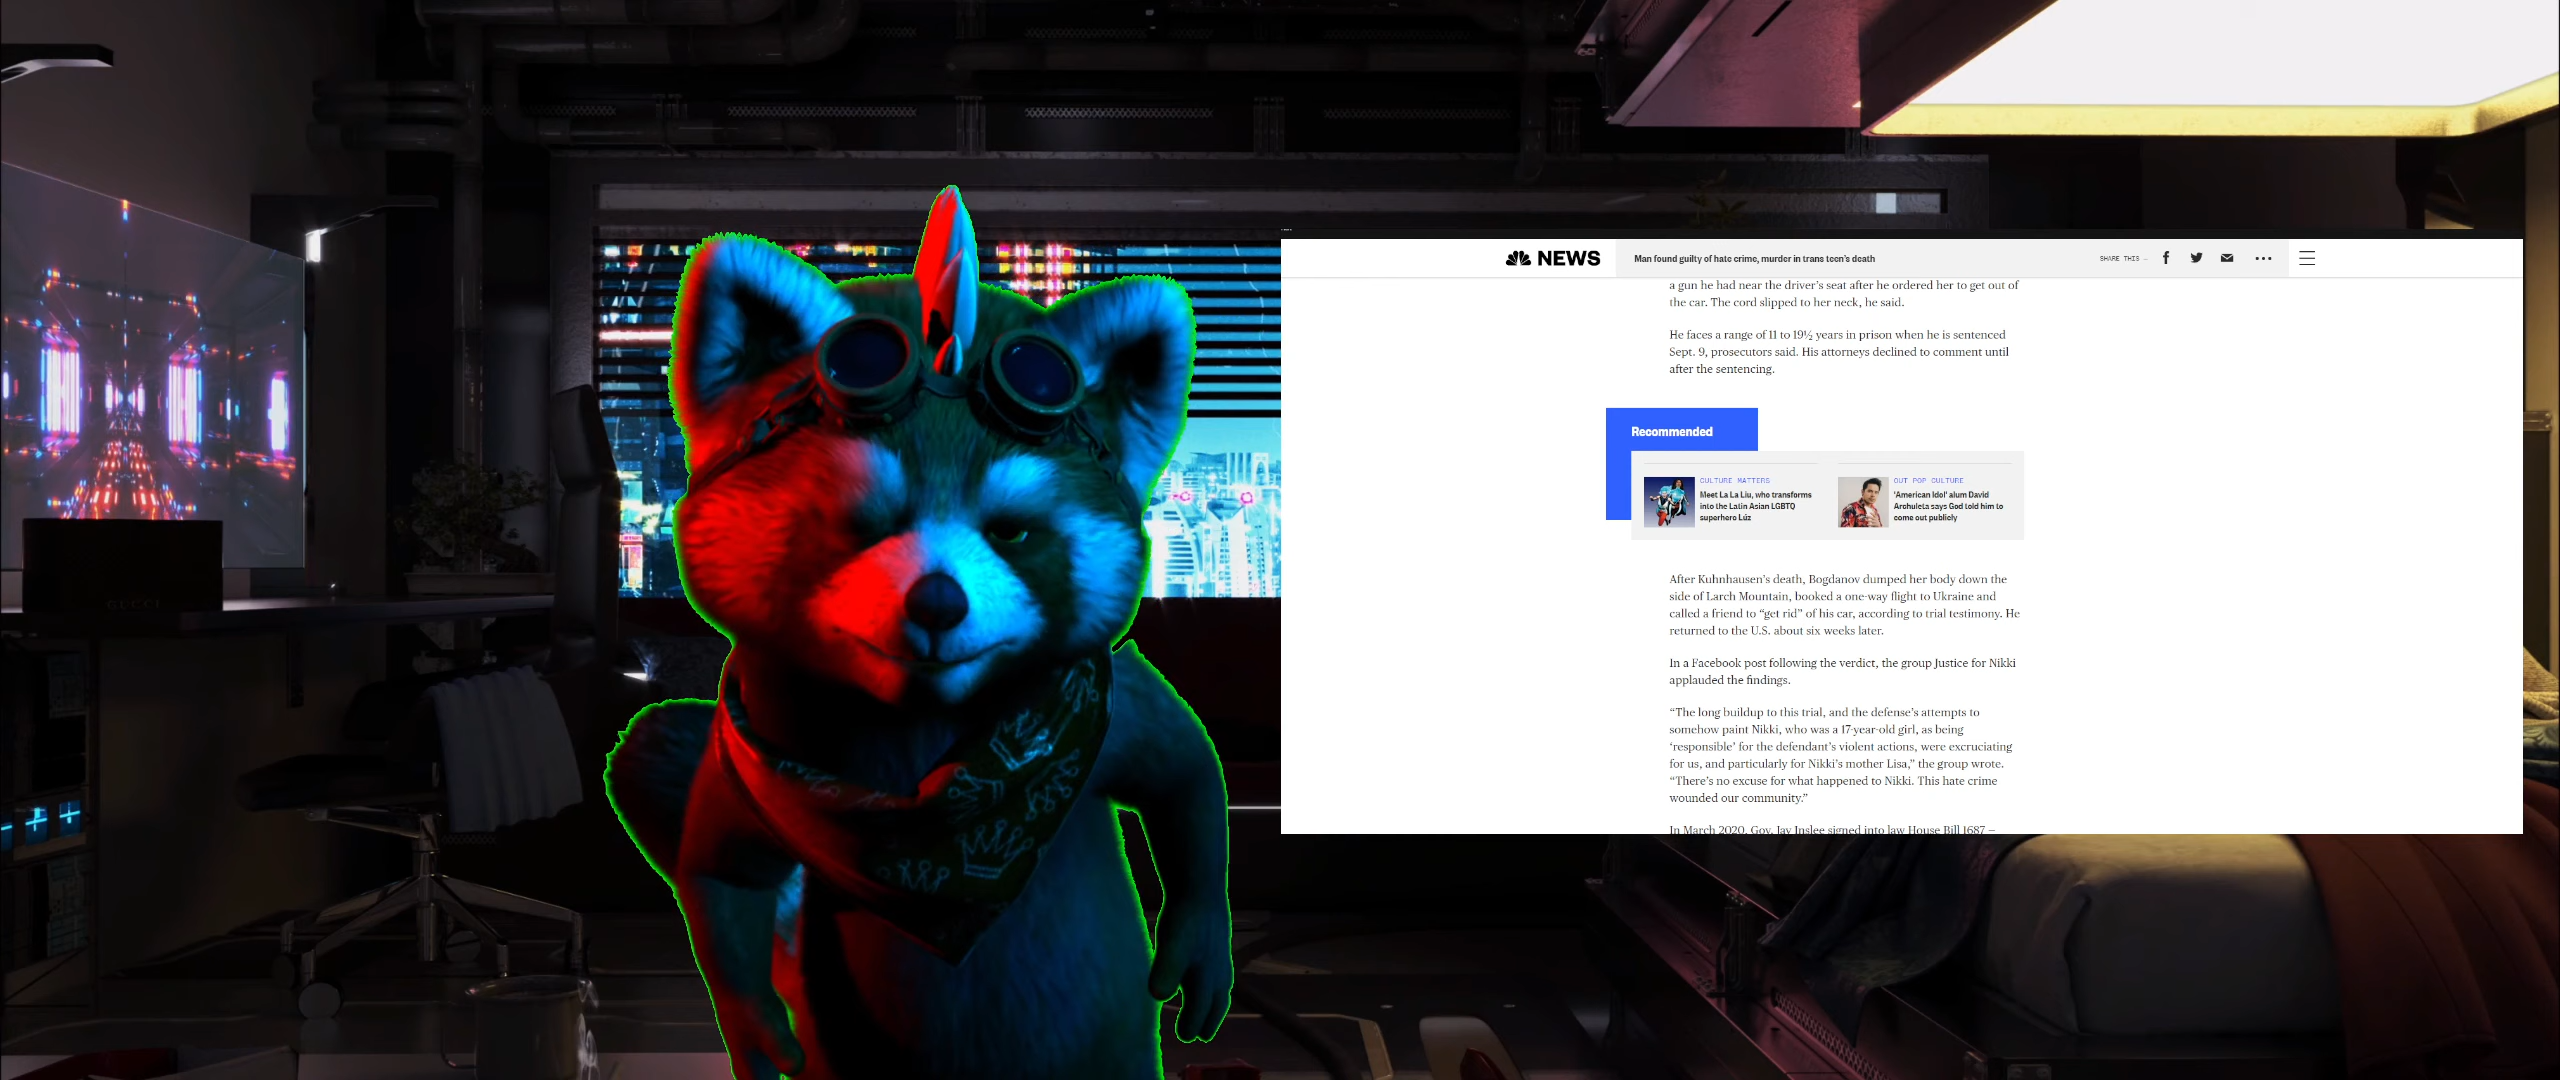 GUCCI
NEWS
Man found guilty of hate crime, murder in trans teen's death
SHARE THIS –
a gun he had near the driver's seat after he ordered her to get out of
the car. The cord slipped to her neck, he said.
He faces a range of 11 to 19½ years in prison when he is sentenced
Sept. 9, prosecutors said. His attorneys declined to comment until
after the sentencing.
Recommended
CULTURE MATTERS
Meet La La Liu, who transforms
into the Latin Asian LGBTQ
superhero Lúz
OUT POP CULTURE
'American Idol' alum David
Archuleta says God told him to
come out publicly
After Kuhnhausen's death, Bogdanov dumped her body down the
side of Larch Mountain, booked a one-way flight to Ukraine and
called a friend to “get rid” of his car, according to trial testimony. He
returned to the U.S. about six weeks later.
In a Facebook post following the verdict, the group Justice for Nikki
applauded the findings.
“The long buildup to this trial, and the defense's attempts to
somehow paint Nikki, who was a 17-year-old girl, as being
‘responsible’ for the defendant's violent actions, were excruciating
for us, and particularly for Nikki's mother Lisa,” the group wrote.
“There's no excuse for what happened to Nikki. This hate crime
wounded our community.”
In March 2020, Gov. Jay Inslee signed into law House Bill 1687 –